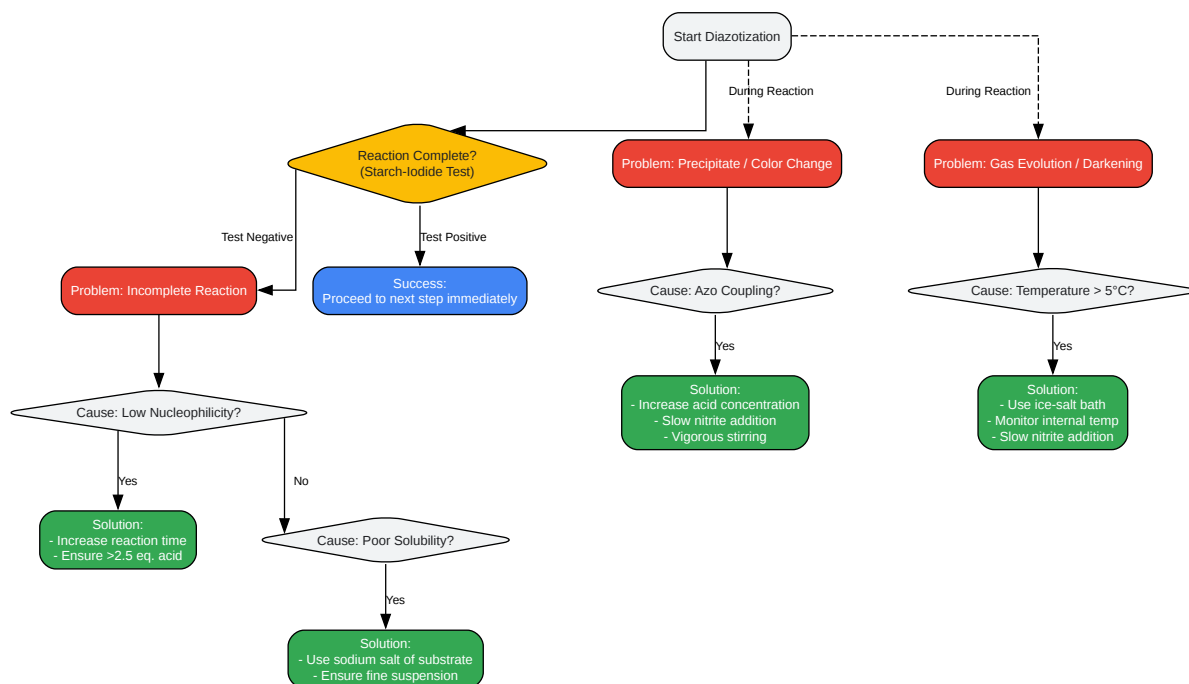 Start Diazotization
During Reaction
During Reaction
Reaction Complete?
(Starch-Iodide Test)
Problem: Precipitate / Color Change
Problem: Gas Evolution / Darkening
Test Negative
Test Positive
Problem: Incomplete Reaction
Success:
Proceed to next step immediately
Cause: Azo Coupling?
Cause: Temperature > 5°C?
Yes
Yes
Solution:
- Increase acid concentration
- Slow nitrite addition
- Vigorous stirring
Solution:
- Use ice-salt bath
- Monitor internal temp
- Slow nitrite addition
Cause: Low Nucleophilicity?
Yes
No
Solution:
- Increase reaction time
- Ensure >2.5 eq. acid
Cause: Poor Solubility?
Yes
Solution:
- Use sodium salt of substrate
- Ensure fine suspension